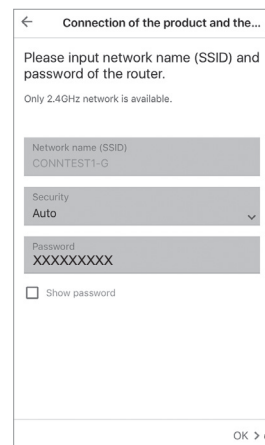 Connection of the product and the...
Please input network name (SSID) and
password of the router.
Only 2.4GHz network is available.
Network name (SSID)
CONNTEST1-G
Security
Auto
Password
XXXXXXXXX
Show password
OK